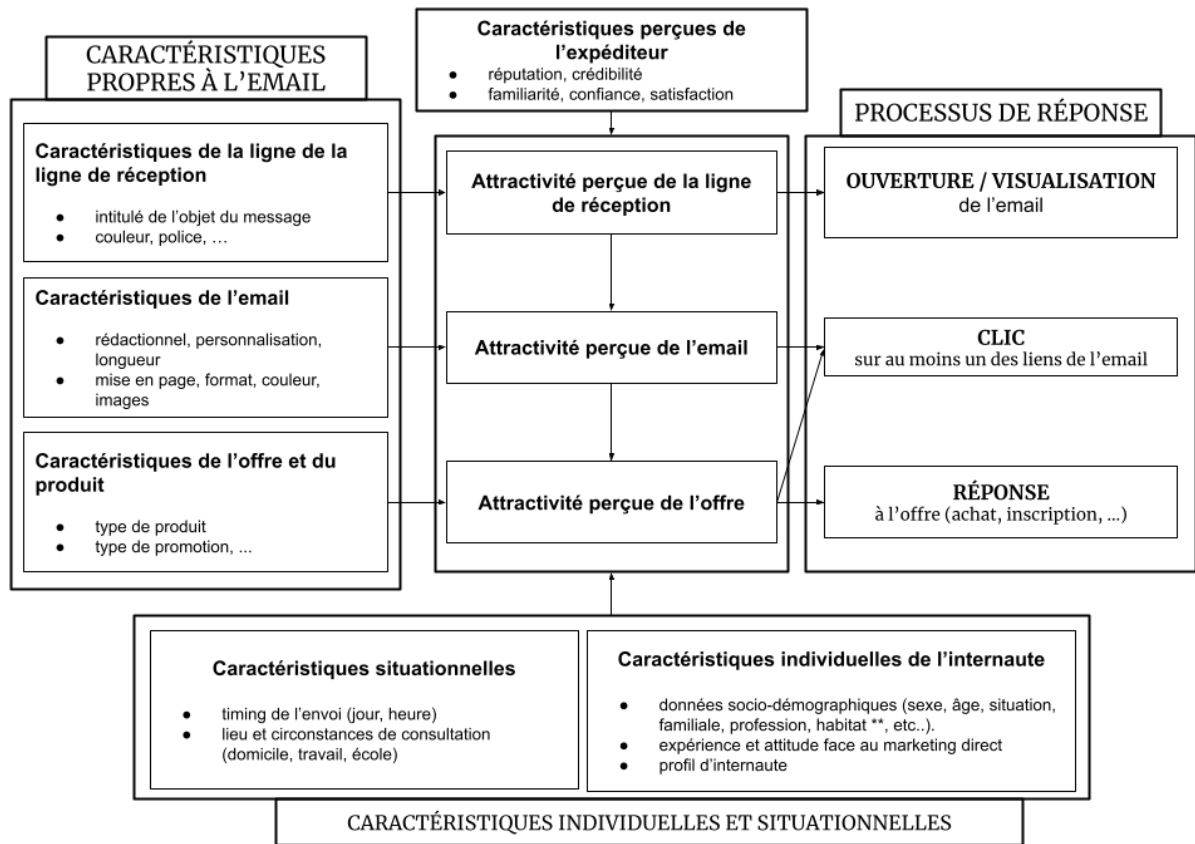 Caractéristiques perçues de
l’expéditeur
● réputation, crédibilité
● familiarité, confiance, satisfaction
CARACTÉRISTIQUES
PROPRES À L’EMAIL
Caractéristiques de la ligne de la
ligne de réception
● intitulé de l’objet du message
● couleur, police, …
Caractéristiques de l’email
● rédactionnel, personnalisation,
longueur
● mise en page, format, couleur,
images
Caractéristiques de l’offre et du
produit
● type de produit
● type de promotion, ...
Attractivité perçue de la ligne
de réception
Attractivité perçue de l’email
Attractivité perçue de l’offre
PROCESSUS DE RÉPONSE
OUVERTURE / VISUALISATION
de l’email
CLIC
sur au moins un des liens de l’email
RÉPONSE
à l’offre (achat, inscription, ...)
Caractéristiques situationnelles
● timing de l’envoi (jour, heure)
● lieu et circonstances de consultation
(domicile, travail, école)
Caractéristiques individuelles de l’internaute
● données socio-démographiques (sexe, âge, situation,
familiale, profession, habitat **, etc..).
● expérience et attitude face au marketing direct
● profil d’internaute
CARACTÉRISTIQUES INDIVIDUELLES ET SITUATIONNELLES